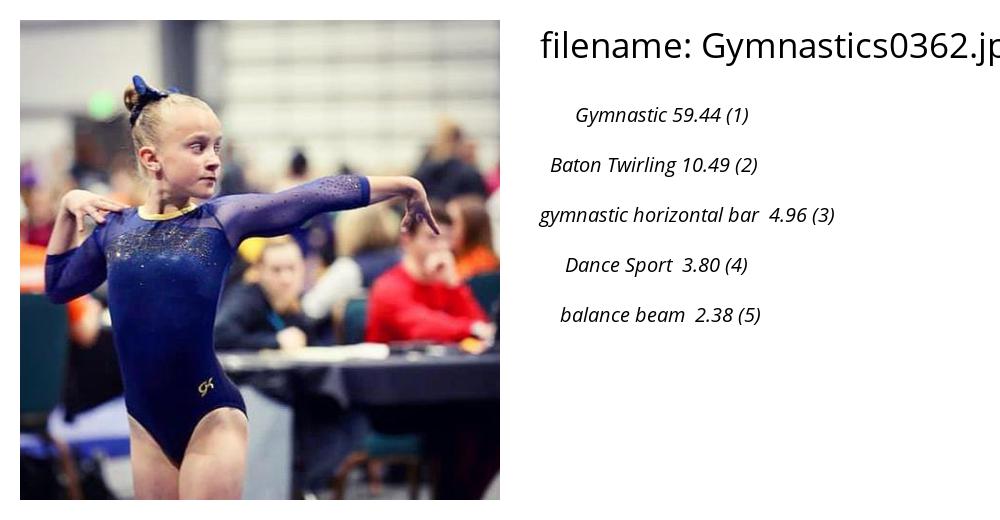 filename: Gymnastics0362.jp
Gymnastic 59.44 (1)
Baton Twirling 10.49 (2)
gymnastic horizontal bar 4.96 (3)
Dance Sport 3.80 (4)
balance beam 2.38 (5)
GK